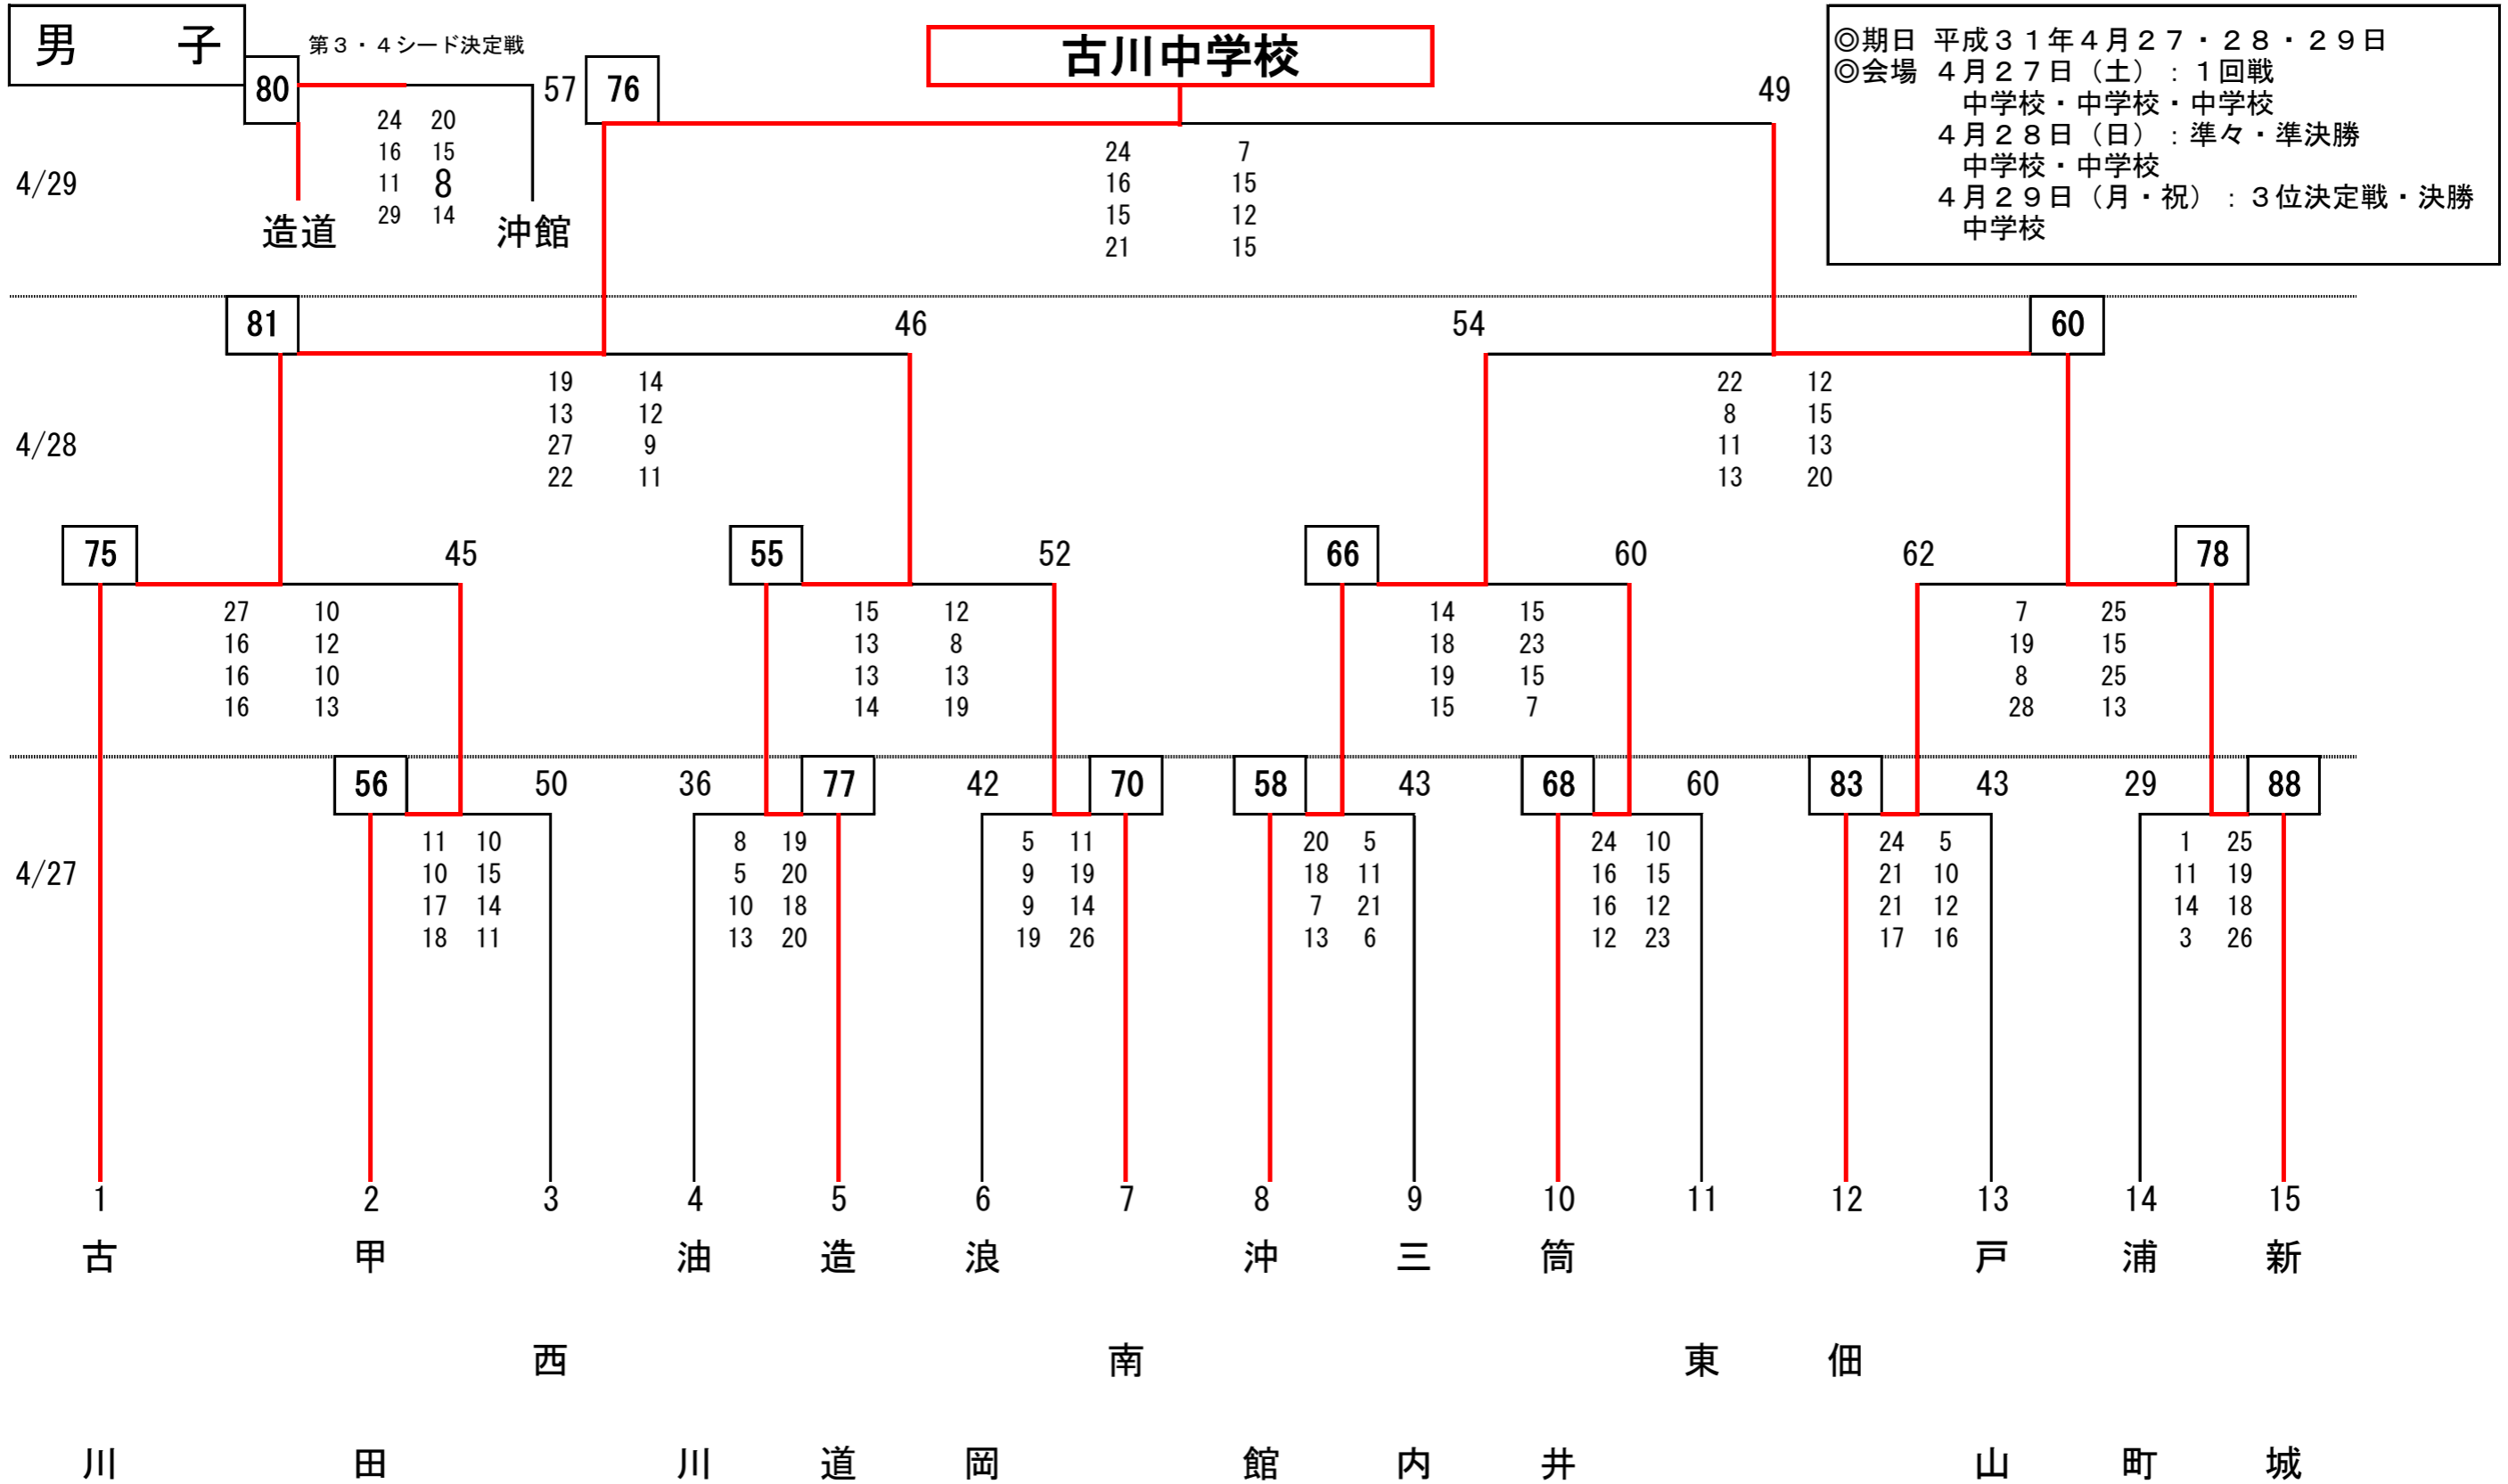 男　子
第３・４シード決定戦
古川中学校
◎期日 平成３１年４月２７・２８・２９日
◎会場 ４月２７日（土）：１回戦
中学校・中学校・中学校
４月２８日（日）：準々・準決勝
中学校・中学校
４月２９日（月・祝）：３位決定戦・決勝
中学校
80 57 76 49
24 20
16 15
11 8
29 14
造道 沖館
4/29
24 7
16 15
15 12
21 15
81 46 54 60
19 14 22 12
13 12 8 15
27 9 11 13
22 11 13 20
4/28
75 45 55 52 66 60 62 78
27 10 15 12 14 15 7 25
16 12 13 8 18 23 19 15
16 10 13 13 19 15 8 25
16 13 14 19 15 7 28 13
56 50 36 77 42 70 58 43 68 60 83 43 29 88
11 10 8 19 5 11 20 5 24 10 24 5 1 25
4/27
10 15 5 20 9 19 18 11 16 15 21 10 11 19
17 14 10 18 9 14 7 21 16 12 21 12 14 18
18 11 13 20 19 26 13 6 12 23 17 16 3 26
1 2 3 4 5 6 7 8 9 10 11 12 13 14 15
古川
甲田
西
油川
造道
浪岡
南
沖館
三内
筒井
東
佃
戸山
浦町
新城